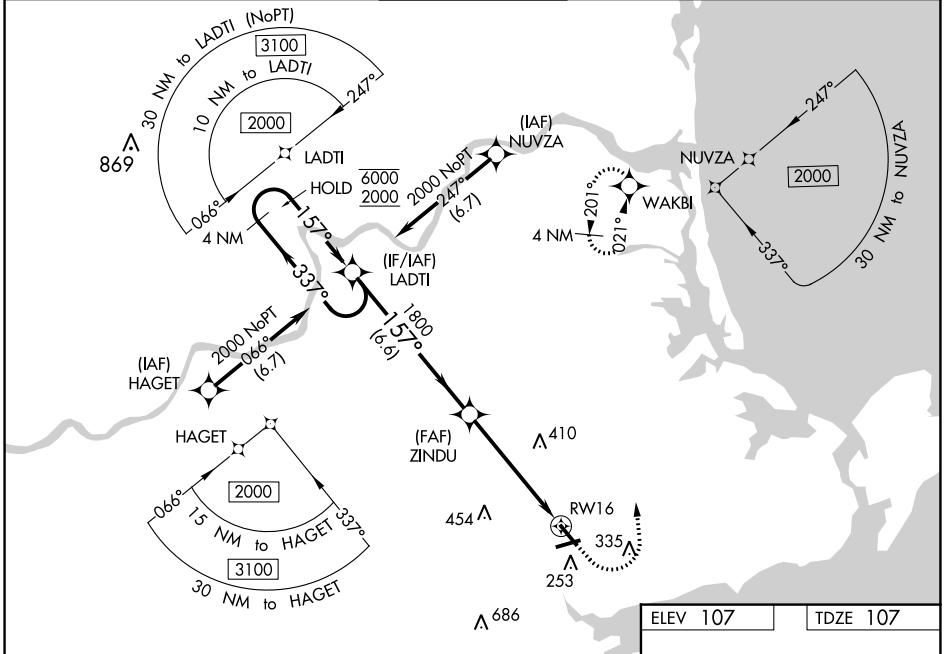 30 NM to LADTI (NoPT)
3100
10 NM to LADTI
2000
247°
066°
LADTI
869
HOLD
6000
2000
4 NM
157°
337°
(IF/IAF)
LADTI
(IAF)
NUVZA
2000 NoPT
247°
(6.7)
201°
021°
4 NM
WAKBI
NUVZA
247°
2000
337°
30 NM to NUVZA
(IAF)
HAGET
2000 NoPT
066°
(6.7)
1800
157°
(6.6)
(FAF)
ZINDU
410
454
RW16
335
253
686
HAGET
066°
2000
337°
15 NM to HAGET
3100
30 NM to HAGET
ELEV 107
TDZE 107